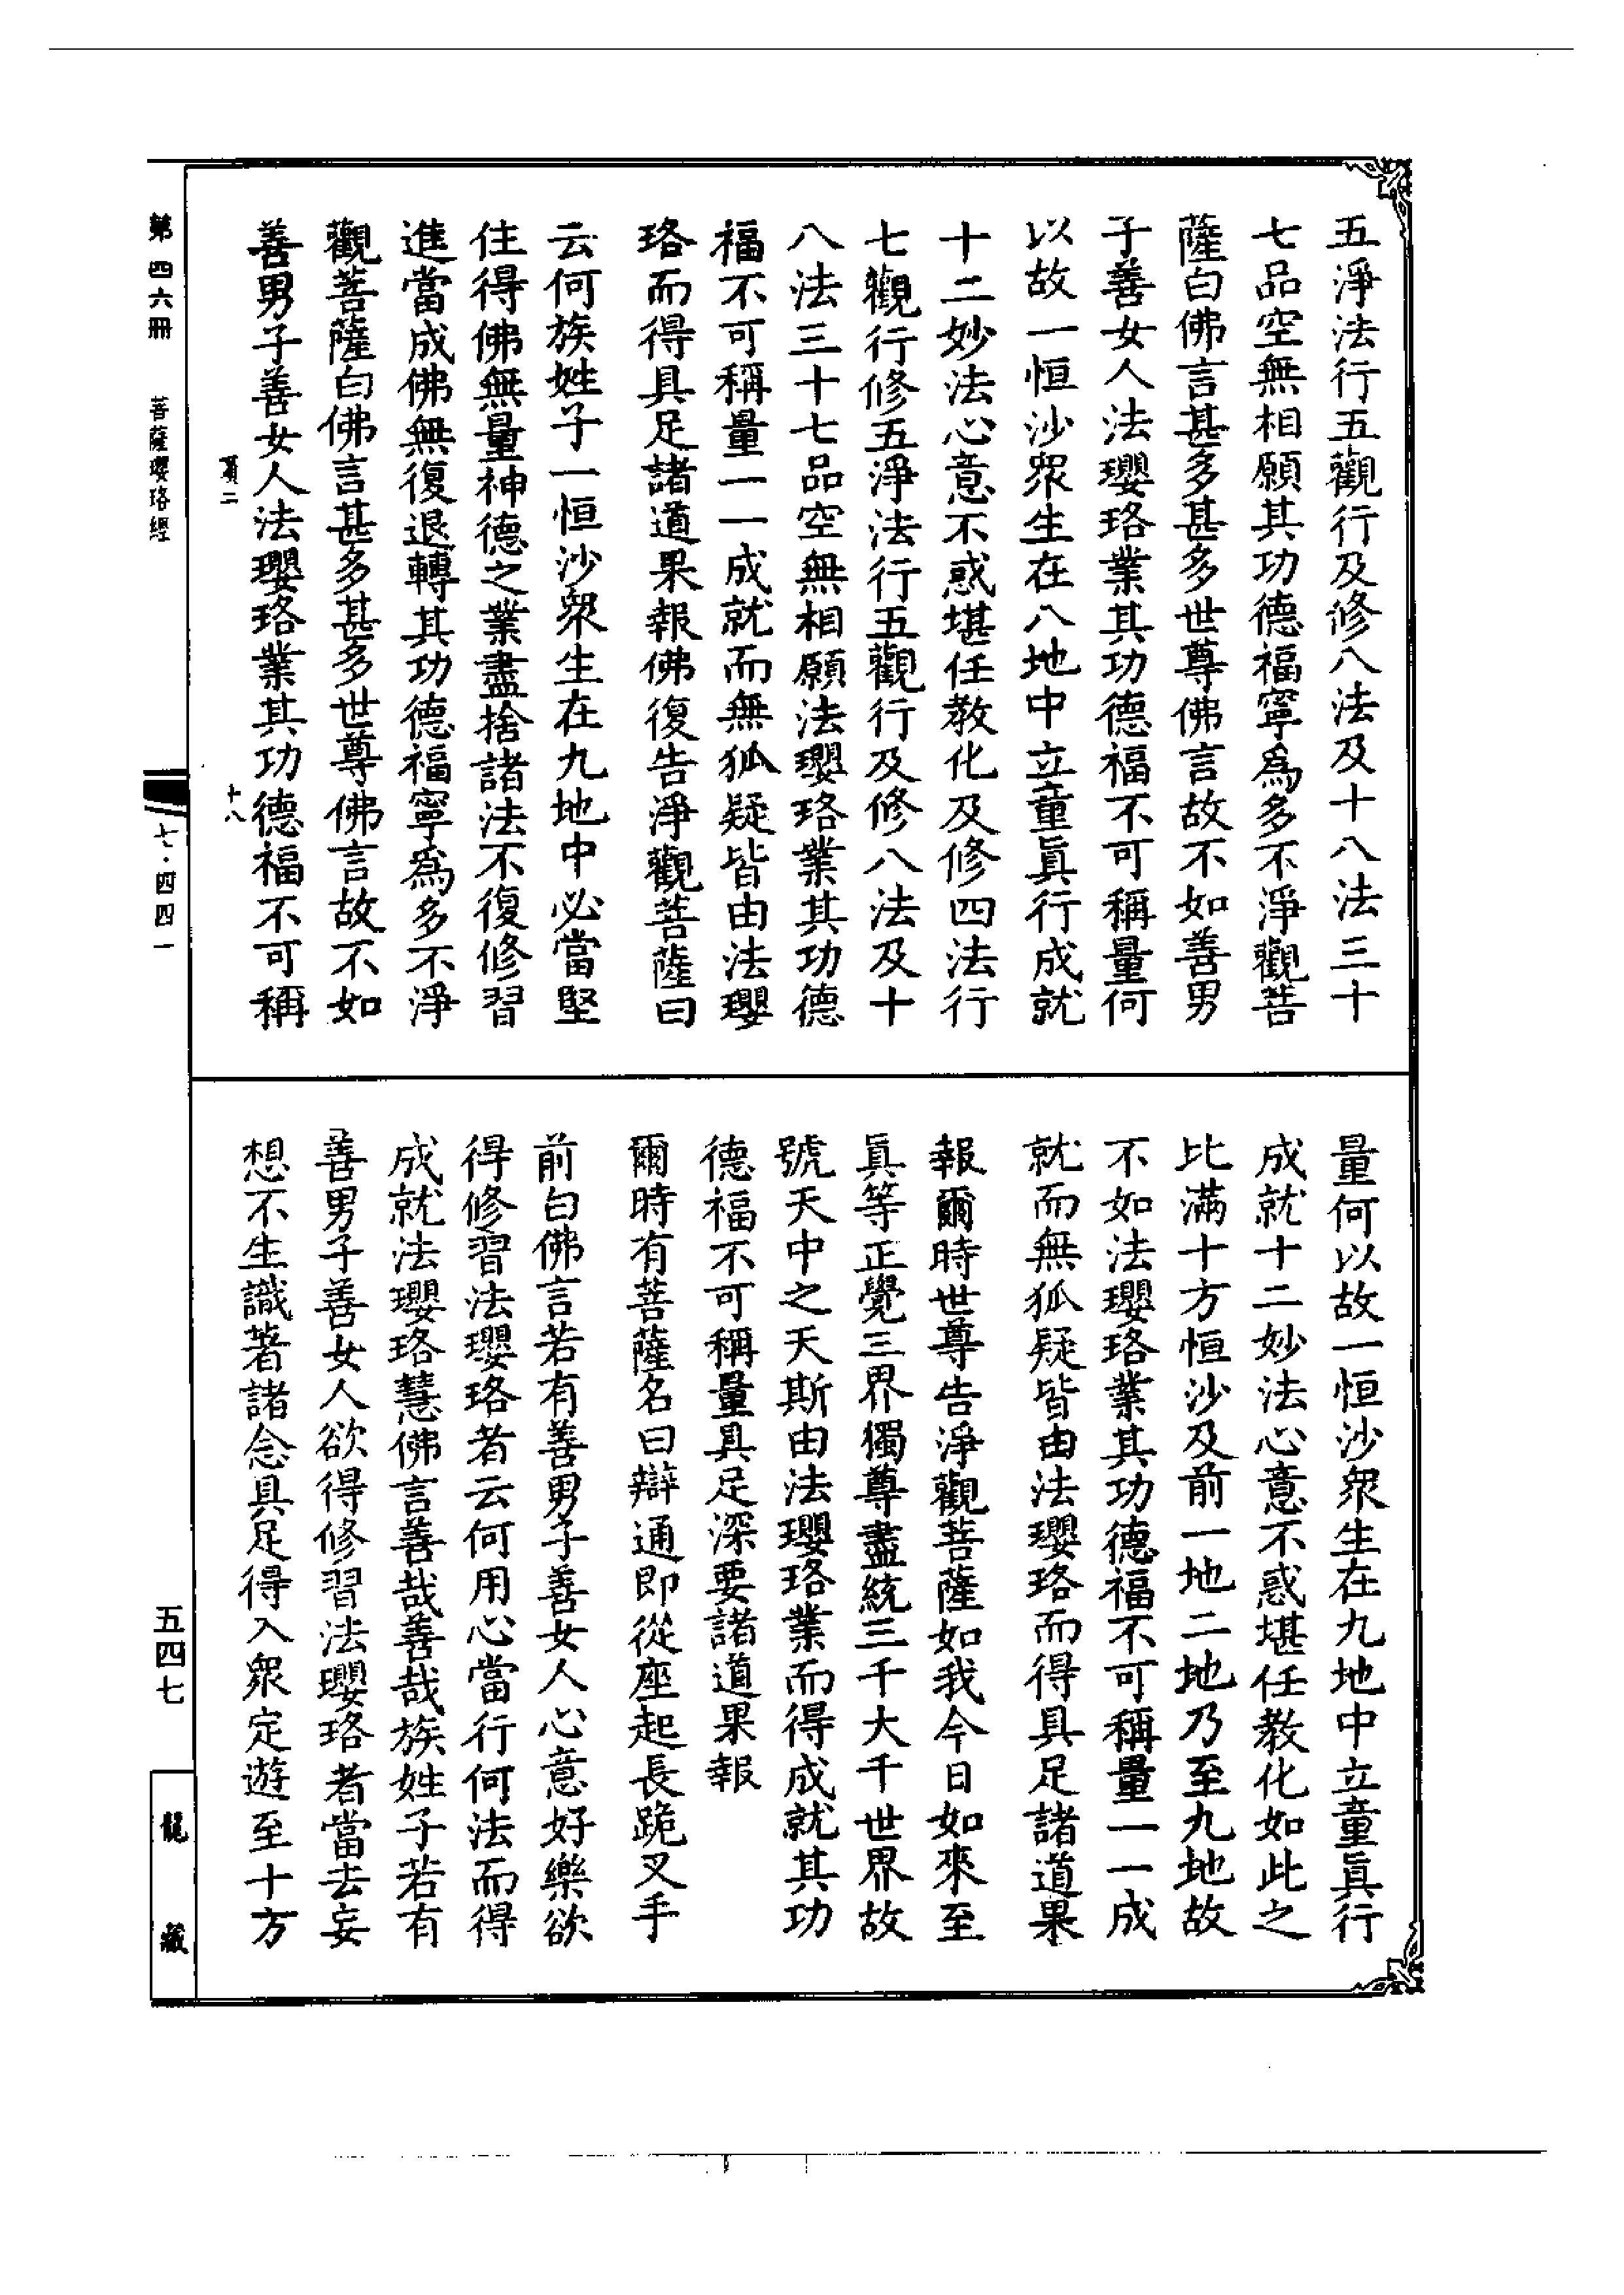 五淨法行五觀行及修八法及十八法三十
七品空無相願其功德福寧爲多不淨觀菩
薩白佛言甚多甚多世尊佛言故不如善男
子善女人法瓔珞業其功德福不可稱量何
以故一恒沙衆生在八地中立童眞行成就
十二妙法心意不惑堪任教化及修四法行
七觀行修五淨法行五觀行及修八法及十
八法三十七品空無相願法瓔珞業其功德
福不可稱量一一成就而無狐疑皆由法瓔
珞而得具足諸道果報佛復告淨觀菩薩曰
云何族姓子一恒沙衆生在九地中必當堅
住得佛無量神德之業盡捨諸法不復修習
進當成佛無復退轉其功德福寧爲多不淨
觀菩薩白佛言甚多甚多世尊佛言故不如
善男子善女人法瓔珞業其功德福不可稱
量何以故一恒沙衆生在九地中立童眞行
成就十二妙法心意不惑堪任教化如此之
比滿十方恒沙及前一地二地乃至九地故
不如法瓔珞業其功德福不可稱量一一成
就而無狐疑皆由法瓔珞而得具足諸道果
報爾時世尊告淨觀菩薩如我今日如來至
眞等正覺三界獨尊盡統三千大千世界故
號天中之天斯由法瓔珞業而得成就其功
德福不可稱量具足深要諸道果報
爾時有菩薩名曰辯通即從座起長跪叉手
前白佛言若有善男子善女人心意好樂欲
得修習法瓔珞者云何用心當行何法而得
成就法瓔珞慧佛言善哉善哉族姓子若有
善男子善女人欲得修習法瓔珞者當去妄
想不生識著諸念具足得入衆定遊至十方
第四六冊
菩薩瓔珞經
十八
七·四四一
五四七
龍藏